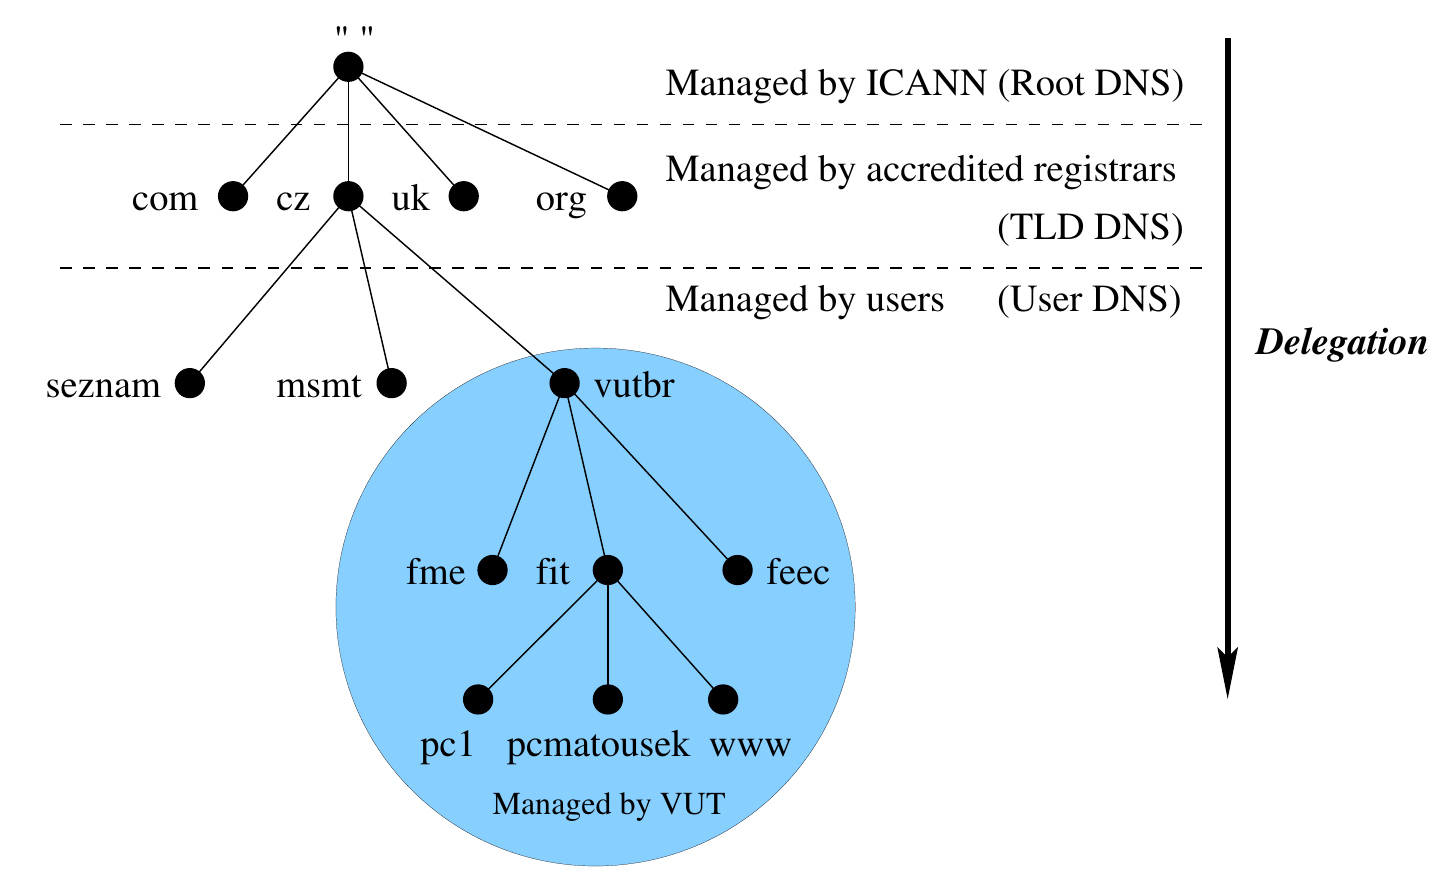 " "
Managed by ICANN (Root DNS)
com cz uk org
Managed by accredited registrars
(TLD DNS)
Managed by users (User DNS)
Delegation
seznam msmt vutbr
fme fit feec
pc1 pcmatousek www
Managed by VUT